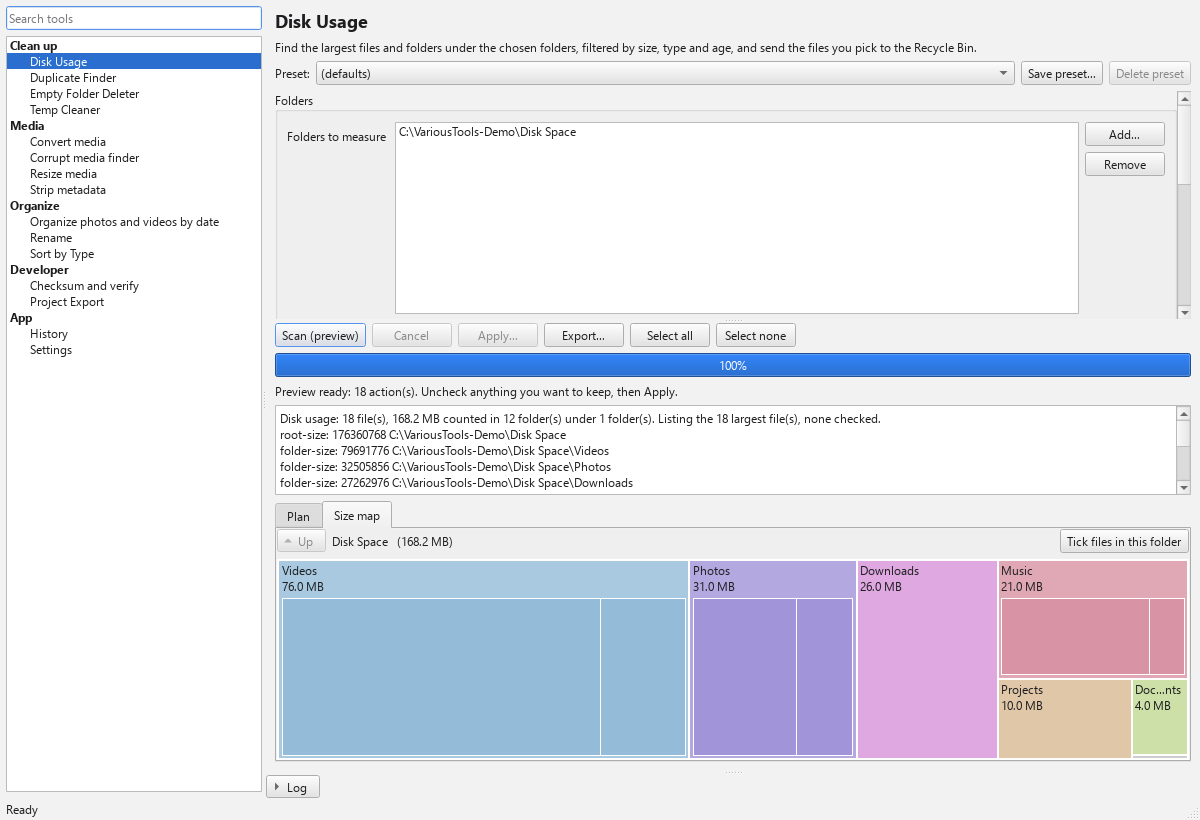 Search tools
Clean up
Disk Usage
Duplicate Finder
Empty Folder Deleter
Temp Cleaner
Media
Convert media
Corrupt media finder
Resize media
Strip metadata
Organize
Organize photos and videos by date
Rename
Sort by Type
Developer
Checksum and verify
Project Export
App
History
Settings
Disk Usage
Find the largest files and folders under the chosen folders, filtered by size, type and age, and send the files you pick to the Recycle Bin.
Preset: (defaults) Save preset... Delete preset
Folders
Folders to measure C:\VariousTools-Demo\Disk Space Add...
Remove
Scan (preview) Cancel Apply... Export... Select all Select none
100%
Preview ready: 18 action(s). Uncheck anything you want to keep, then Apply.
Disk usage: 18 file(s), 168.2 MB counted in 12 folder(s) under 1 folder(s). Listing the 18 largest file(s), none checked.
root-size: 176360768 C:\VariousTools-Demo\Disk Space
folder-size: 79691776 C:\VariousTools-Demo\Disk Space\Videos
folder-size: 32505856 C:\VariousTools-Demo\Disk Space\Photos
folder-size: 27262976 C:\VariousTools-Demo\Disk Space\Downloads
Plan Size map
Up Disk Space (168.2 MB) Tick files in this folder
Videos
76.0 MB
Photos
31.0 MB
Downloads
26.0 MB
Music
21.0 MB
Projects
10.0 MB
Doc...nts
4.0 MB
Log
Ready